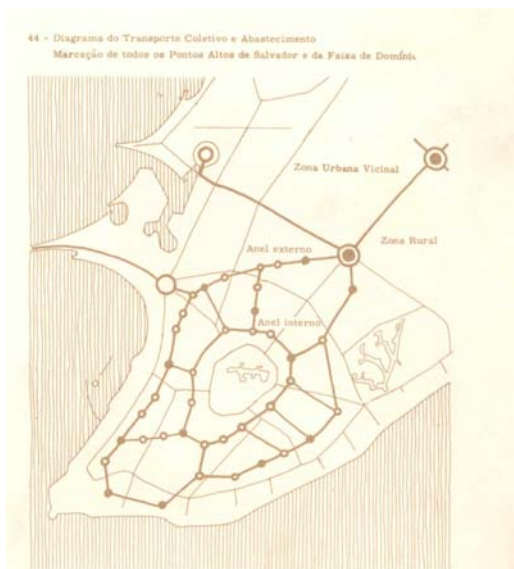 44 - Diagrama do Transporte Coletivo e Abastecimento
Marcação de todos os Pontos Altos de Salvador e da Faixa de Domínio
Zona Urbana Vicinal
Zona Rural
Anel externo
Anel interno